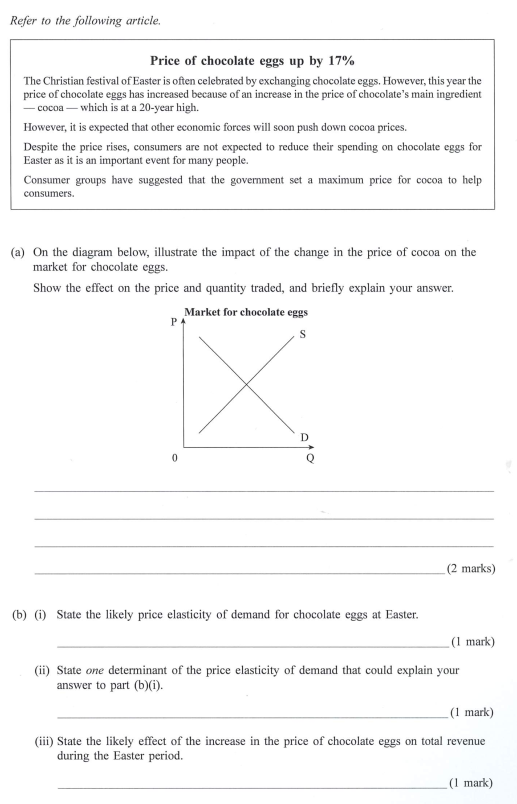 Refer to the following article.
Price of chocolate eggs up by 17%
The Christian festival of Easter is often celebrated by exchanging chocolate eggs. However, this year the
price of chocolate eggs has increased because of an increase in the price of chocolate's main ingredient
— cocoa — which is at a 20-year high.
However, it is expected that other economic forces will soon push down cocoa prices.
Despite the price rises, consumers are not expected to reduce their spending on chocolate eggs for
Easter as it is an important event for many people.
Consumer groups have suggested that the government set a maximum price for cocoa to help
consumers.
(a) On the diagram below, illustrate the impact of the change in the price of cocoa on the
market for chocolate eggs.
Show the effect on the price and quantity traded, and briefly explain your answer.
Market for chocolate eggs
P
S
D
0
Q
(2 marks)
(b) (i) State the likely price elasticity of demand for chocolate eggs at Easter.
(1 mark)
(ii) State one determinant of the price elasticity of demand that could explain your
answer to part (b)(i).
(1 mark)
(iii) State the likely effect of the increase in the price of chocolate eggs on total revenue
during the Easter period.
(1 mark)